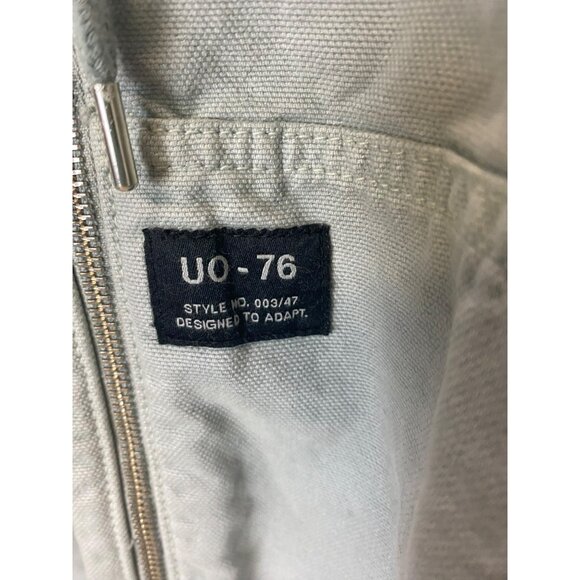 UO - 76
STYLE NO. 003/47
DESIGNED TO ADAPT.